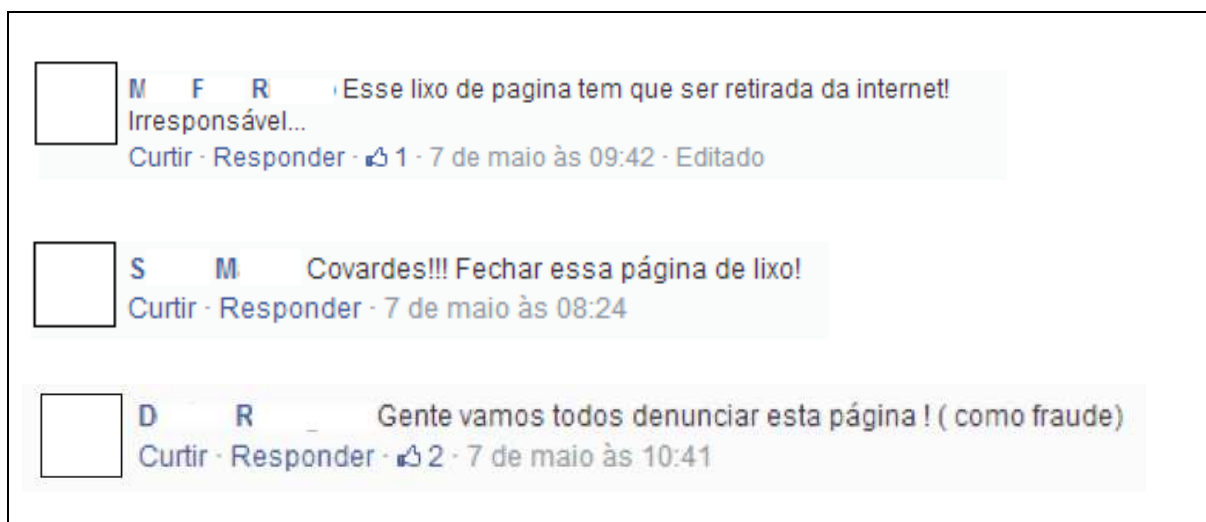 M F R Esse lixo de pagina tem que ser retirada da internet!
Irresponsável...
Curtir · Responder · 1 · 7 de maio às 09:42 · Editado
S M Covardes!!! Fechar essa página de lixo!
Curtir · Responder · 7 de maio às 08:24
D R Gente vamos todos denunciar esta página ! ( como fraude)
Curtir · Responder · 2 · 7 de maio às 10:41